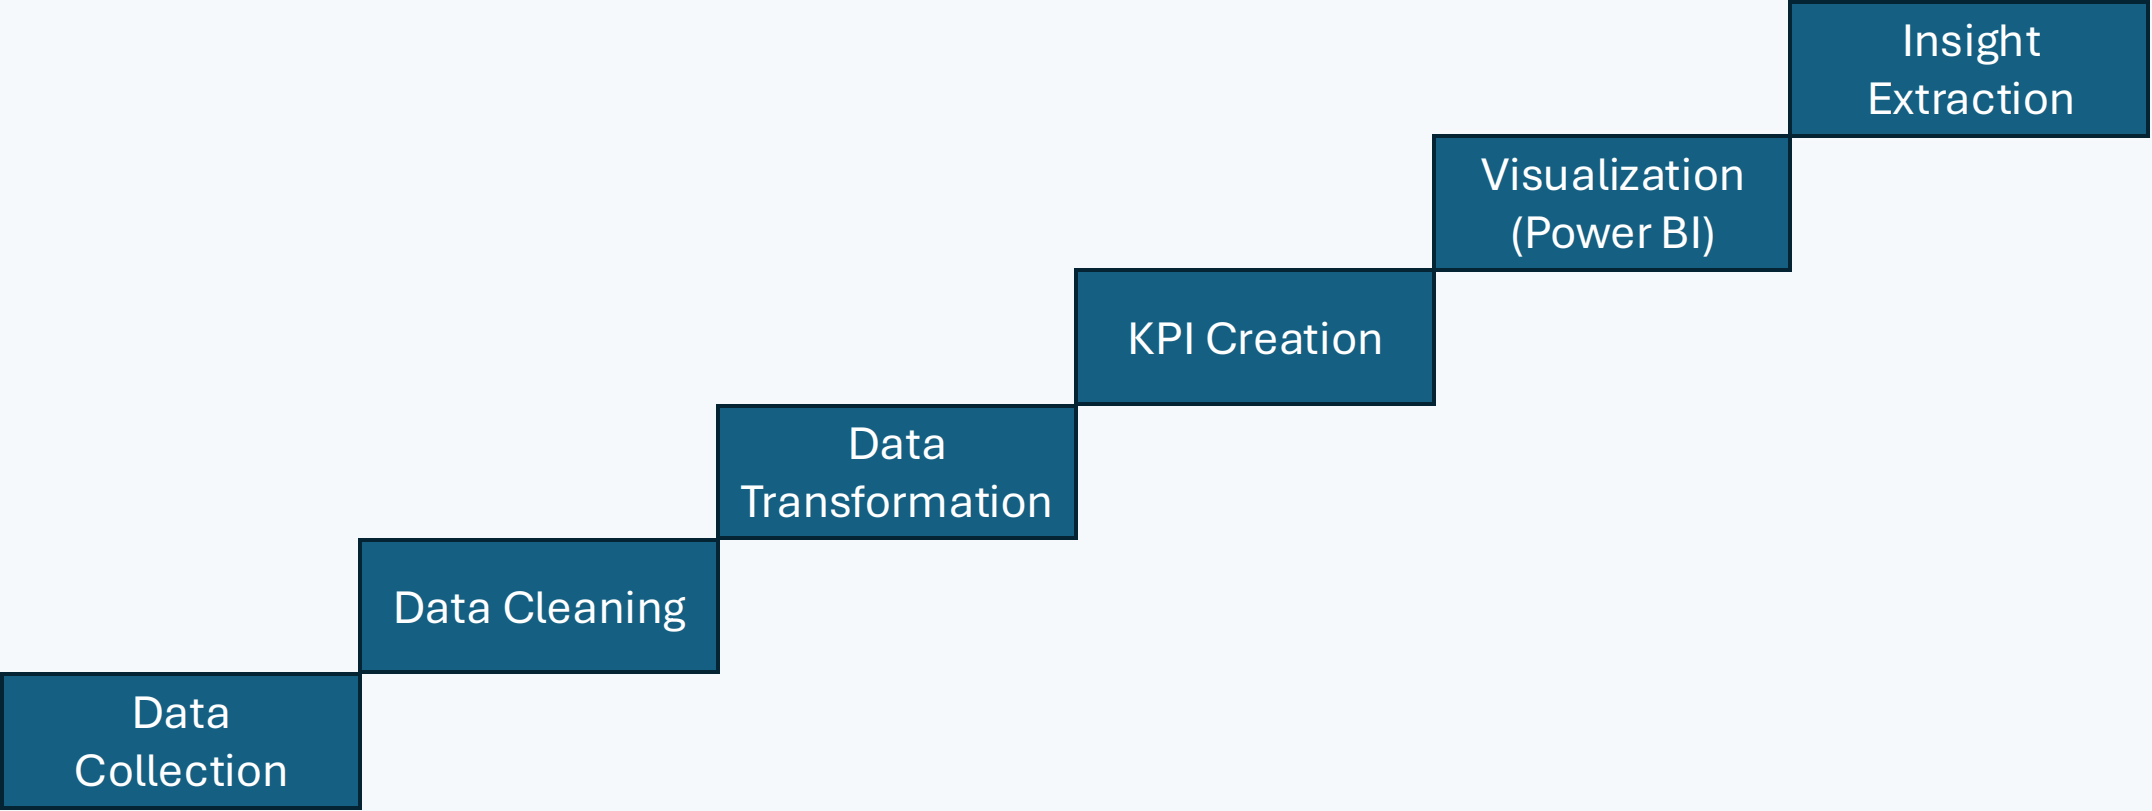 Insight
Extraction
Visualization
(Power BI)
KPI Creation
Data
Transformation
Data Cleaning
Data
Collection